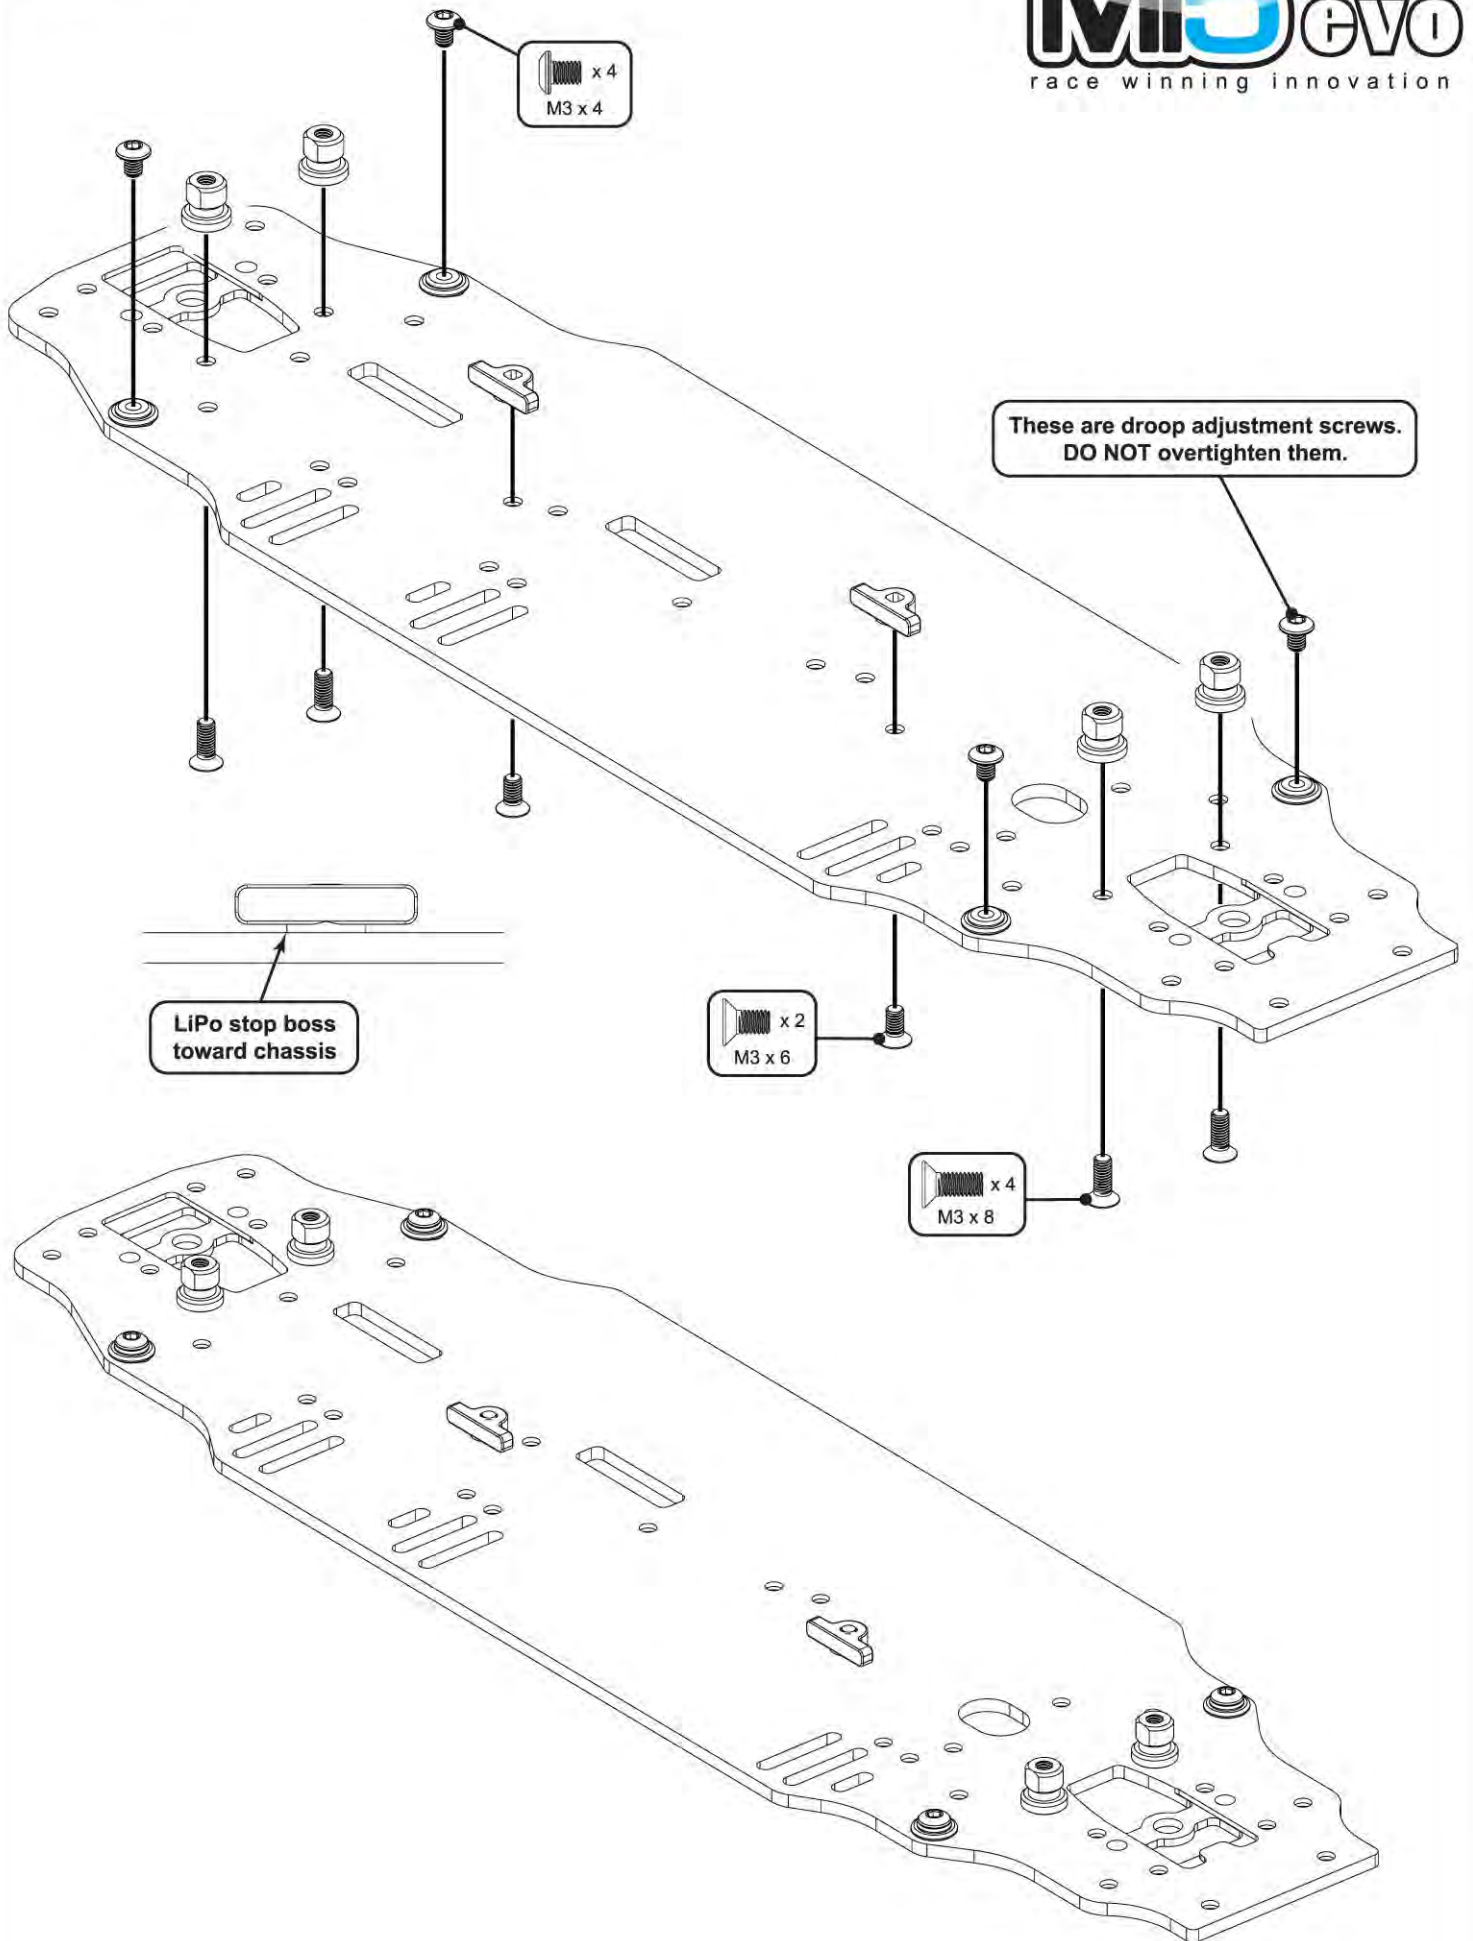 evo
race winning innovation
x 4
M3 x 4
These are droop adjustment screws.
DO NOT overtighten them.
LiPo stop boss
toward chassis
x 2
M3 x 6
x 4
M3 x 8